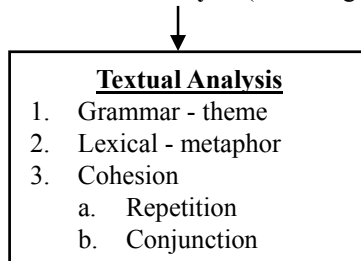 Textual Analysis
1. Grammar - theme
2. Lexical - metaphor
3. Cohesion
a. Repetition
b. Conjunction